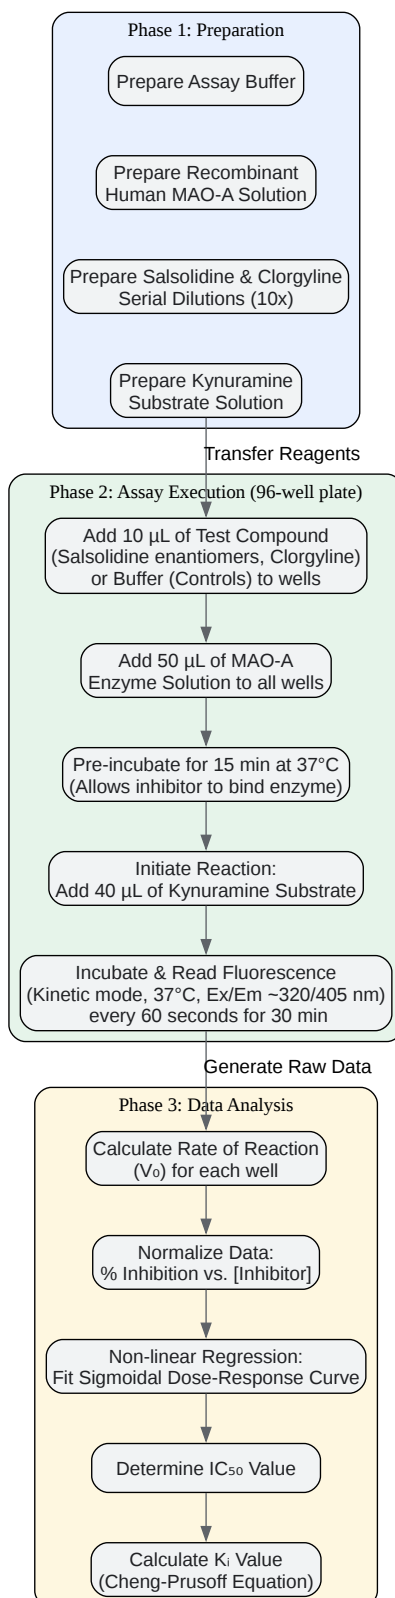 Phase 1: Preparation
Prepare Assay Buffer
Prepare Recombinant
Human MAO-A Solution
Prepare Salsolidine & Clorgyline
Serial Dilutions (10x)
Prepare Kynuramine
Substrate Solution
Transfer Reagents
Phase 2: Assay Execution (96-well plate)
Add 10 µL of Test Compound
(Salsolidine enantiomers, Clorgyline)
or Buffer (Controls) to wells
Add 50 µL of MAO-A
Enzyme Solution to all wells
Pre-incubate for 15 min at 37°C
(Allows inhibitor to bind enzyme)
Initiate Reaction:
Add 40 µL of Kynuramine Substrate
Incubate & Read Fluorescence
(Kinetic mode, 37°C, Ex/Em ~320/405 nm)
every 60 seconds for 30 min
Generate Raw Data
Phase 3: Data Analysis
Calculate Rate of Reaction
(V₀) for each well
Normalize Data:
% Inhibition vs. [Inhibitor]
Non-linear Regression:
Fit Sigmoidal Dose-Response Curve
Determine IC₅₀ Value
Calculate Kᵢ Value
(Cheng-Prusoff Equation)